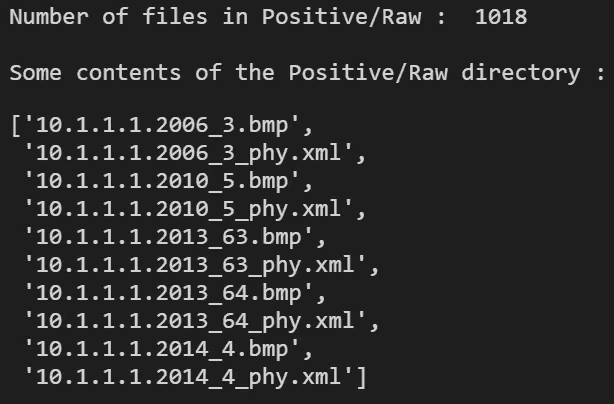 Number of files in Positive/Raw :  1018
Some contents of the Positive/Raw directory :
['10.1.1.1.2006_3.bmp',
 '10.1.1.1.2006_3_phy.xml',
 '10.1.1.1.2010_5.bmp',
 '10.1.1.1.2010_5_phy.xml',
 '10.1.1.1.2013_63.bmp',
 '10.1.1.1.2013_63_phy.xml',
 '10.1.1.1.2013_64.bmp',
 '10.1.1.1.2013_64_phy.xml',
 '10.1.1.1.2014_4.bmp',
 '10.1.1.1.2014_4_phy.xml']